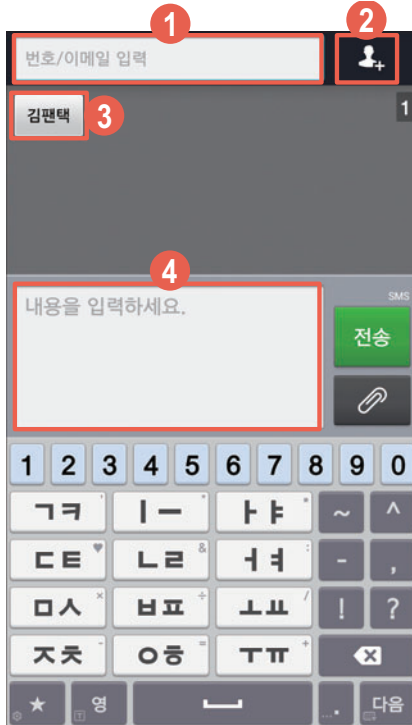 1
2
번호/이메일 입력
김팬택
3
1
4
내용을 입력하세요.
SMS
전송
1 2 3 4 5 6 7 8 9 0
ㄱㅋ ' ㅣㅡ " ㅏㅑ * ~ ^
ㄷㅌ ♥ ㄴㄹ & ㅓㅕ : - ,
ㅁㅅ × ㅂㅍ ÷ ㅗㅛ / ! ?
ㅈㅊ - ㅇㅎ = ㅜㅠ +
★ 영 ... . 다음